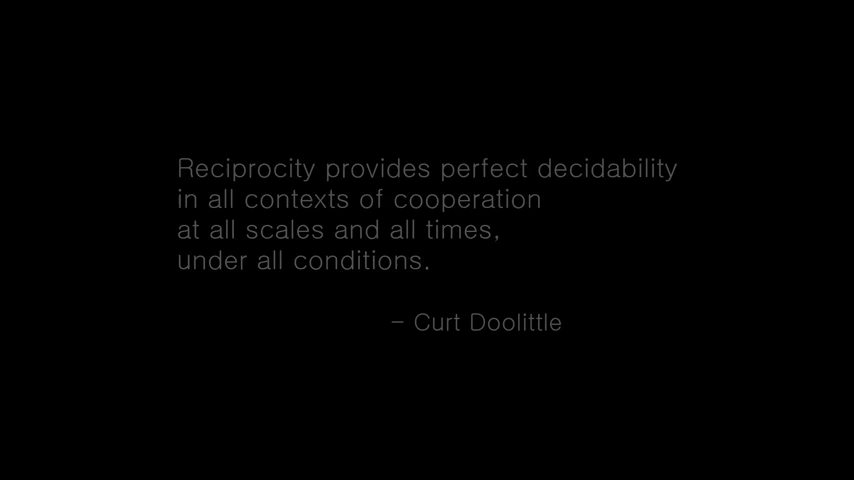 Reciprocity provides perfect decidability
in all contexts of cooperation
at all scales and all times,
under all conditions.
– Curt Doolittle